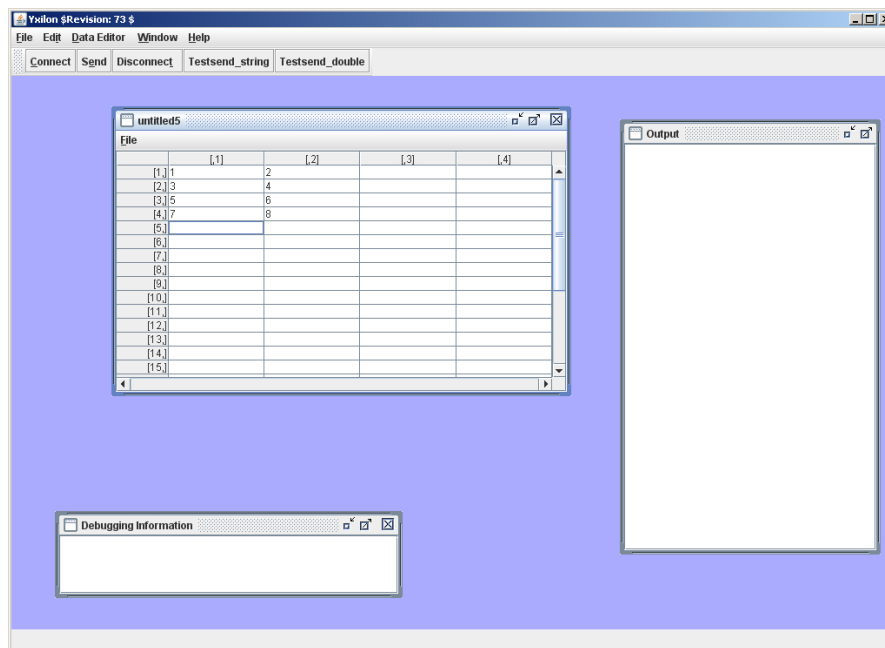 Yxilon $Revision: 73 $
File Edit Data Editor Window Help
Connect Send Disconnect Testsend_string Testsend_double
untitled5
File
[,1] [,2] [,3] [,4]
[1,] 1 2
[2,] 3 4
[3,] 5 6
[4,] 7 8
[5,]
[6,]
[7,]
[8,]
[9,]
[10,]
[11,]
[12,]
[13,]
[14,]
[15,]
Output
Debugging Information